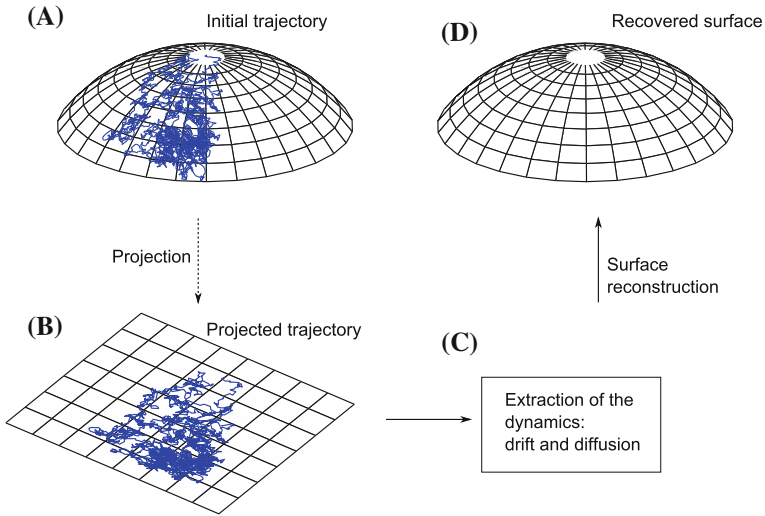 (A)
Initial trajectory
(D)
Recovered surface
Projection
Surface
reconstruction
(B)
Projected trajectory
(C)
Extraction of the
dynamics:
drift and diffusion